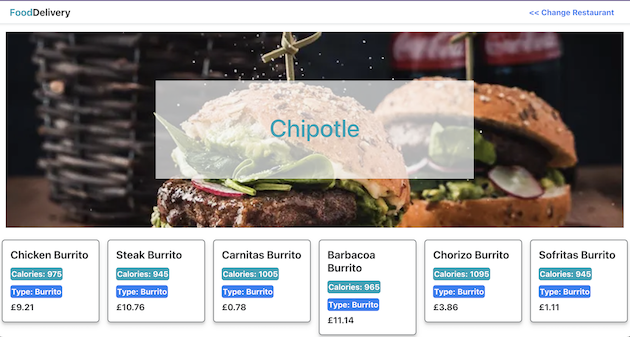 FoodDelivery
<< Change Restaurant
Chipotle
Chicken Burrito
Calories: 975
Type: Burrito
£9.21
Steak Burrito
Calories: 945
Type: Burrito
£10.76
Carnitas Burrito
Calories: 1005
Type: Burrito
£0.78
Barbacoa
Burrito
Calories: 965
Type: Burrito
£11.14
Chorizo Burrito
Calories: 1095
Type: Burrito
£3.86
Sofritas Burrito
Calories: 945
Type: Burrito
£1.11